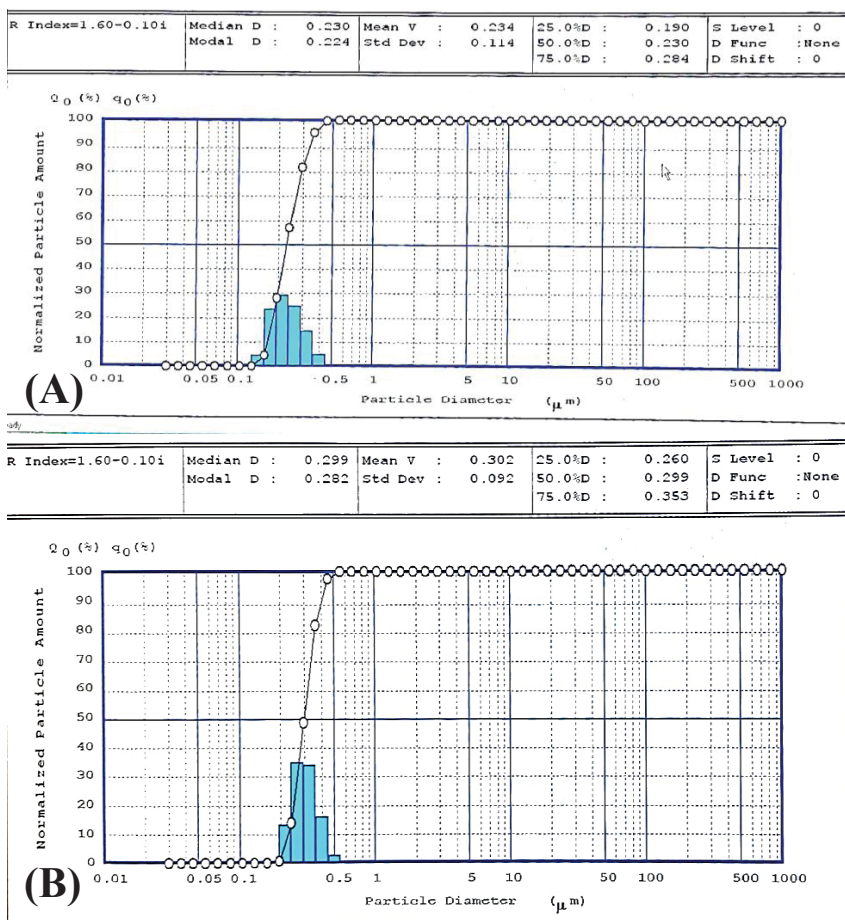 R Index=1.60-0.10i Median D : 0.230 Mean V : 0.234 25.0%D : 0.190 S Level : 0
Modal D : 0.224 Std Dev : 0.114 50.0%D : 0.230 D Func :None
75.0%D : 0.284 D Shift : 0
Q0 (%) q0(%)
Normalized Particle Amount
100
90
80
70
60
50
40
30
20
10
0
0.01 0.05 0.1 0.5 1 5 10 50 100 500 1000
Particle Diameter (μm)
(A)
R Index=1.60-0.10i Median D : 0.299 Mean V : 0.302 25.0%D : 0.260 S Level : 0
Modal D : 0.282 Std Dev : 0.092 50.0%D : 0.299 D Func :None
75.0%D : 0.353 D Shift : 0
Q0 (%) q0(%)
Normalized Particle Amount
100
90
80
70
60
50
40
30
20
10
0
0.01 0.05 0.1 0.5 1 5 10 50 100 500 1000
Particle Diameter (μm)
(B)